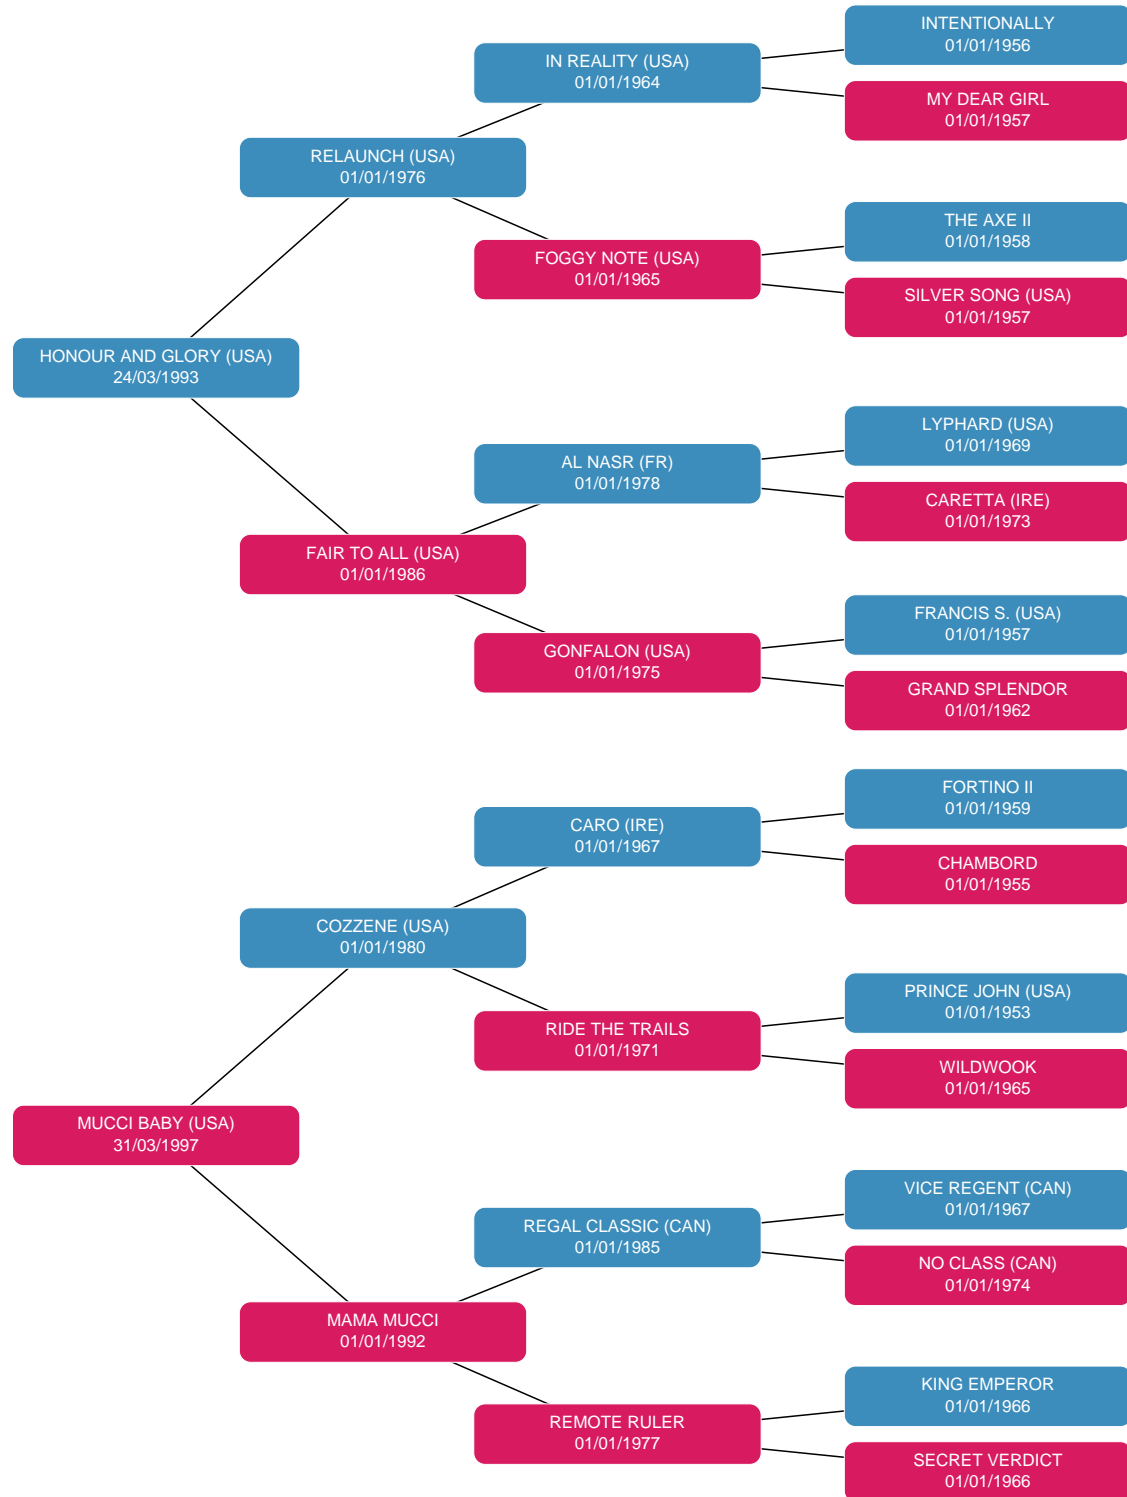 INTENTIONALLY
01/01/1956
IN REALITY (USA)
01/01/1964
MY DEAR GIRL
01/01/1957
RELAUNCH (USA)
01/01/1976
THE AXE II
01/01/1958
FOGGY NOTE (USA)
01/01/1965
SILVER SONG (USA)
01/01/1957
HONOUR AND GLORY (USA)
24/03/1993
LYPHARD (USA)
01/01/1969
AL NASR (FR)
01/01/1978
CARETTA (IRE)
01/01/1973
FAIR TO ALL (USA)
01/01/1986
FRANCIS S. (USA)
01/01/1957
GONFALON (USA)
01/01/1975
GRAND SPLENDOR
01/01/1962
FORTINO II
01/01/1959
CARO (IRE)
01/01/1967
CHAMBORD
01/01/1955
COZZENE (USA)
01/01/1980
PRINCE JOHN (USA)
01/01/1953
RIDE THE TRAILS
01/01/1971
WILDWOOK
01/01/1965
MUCCI BABY (USA)
31/03/1997
VICE REGENT (CAN)
01/01/1967
REGAL CLASSIC (CAN)
01/01/1985
NO CLASS (CAN)
01/01/1974
MAMA MUCCI
01/01/1992
KING EMPEROR
01/01/1966
REMOTE RULER
01/01/1977
SECRET VERDICT
01/01/1966